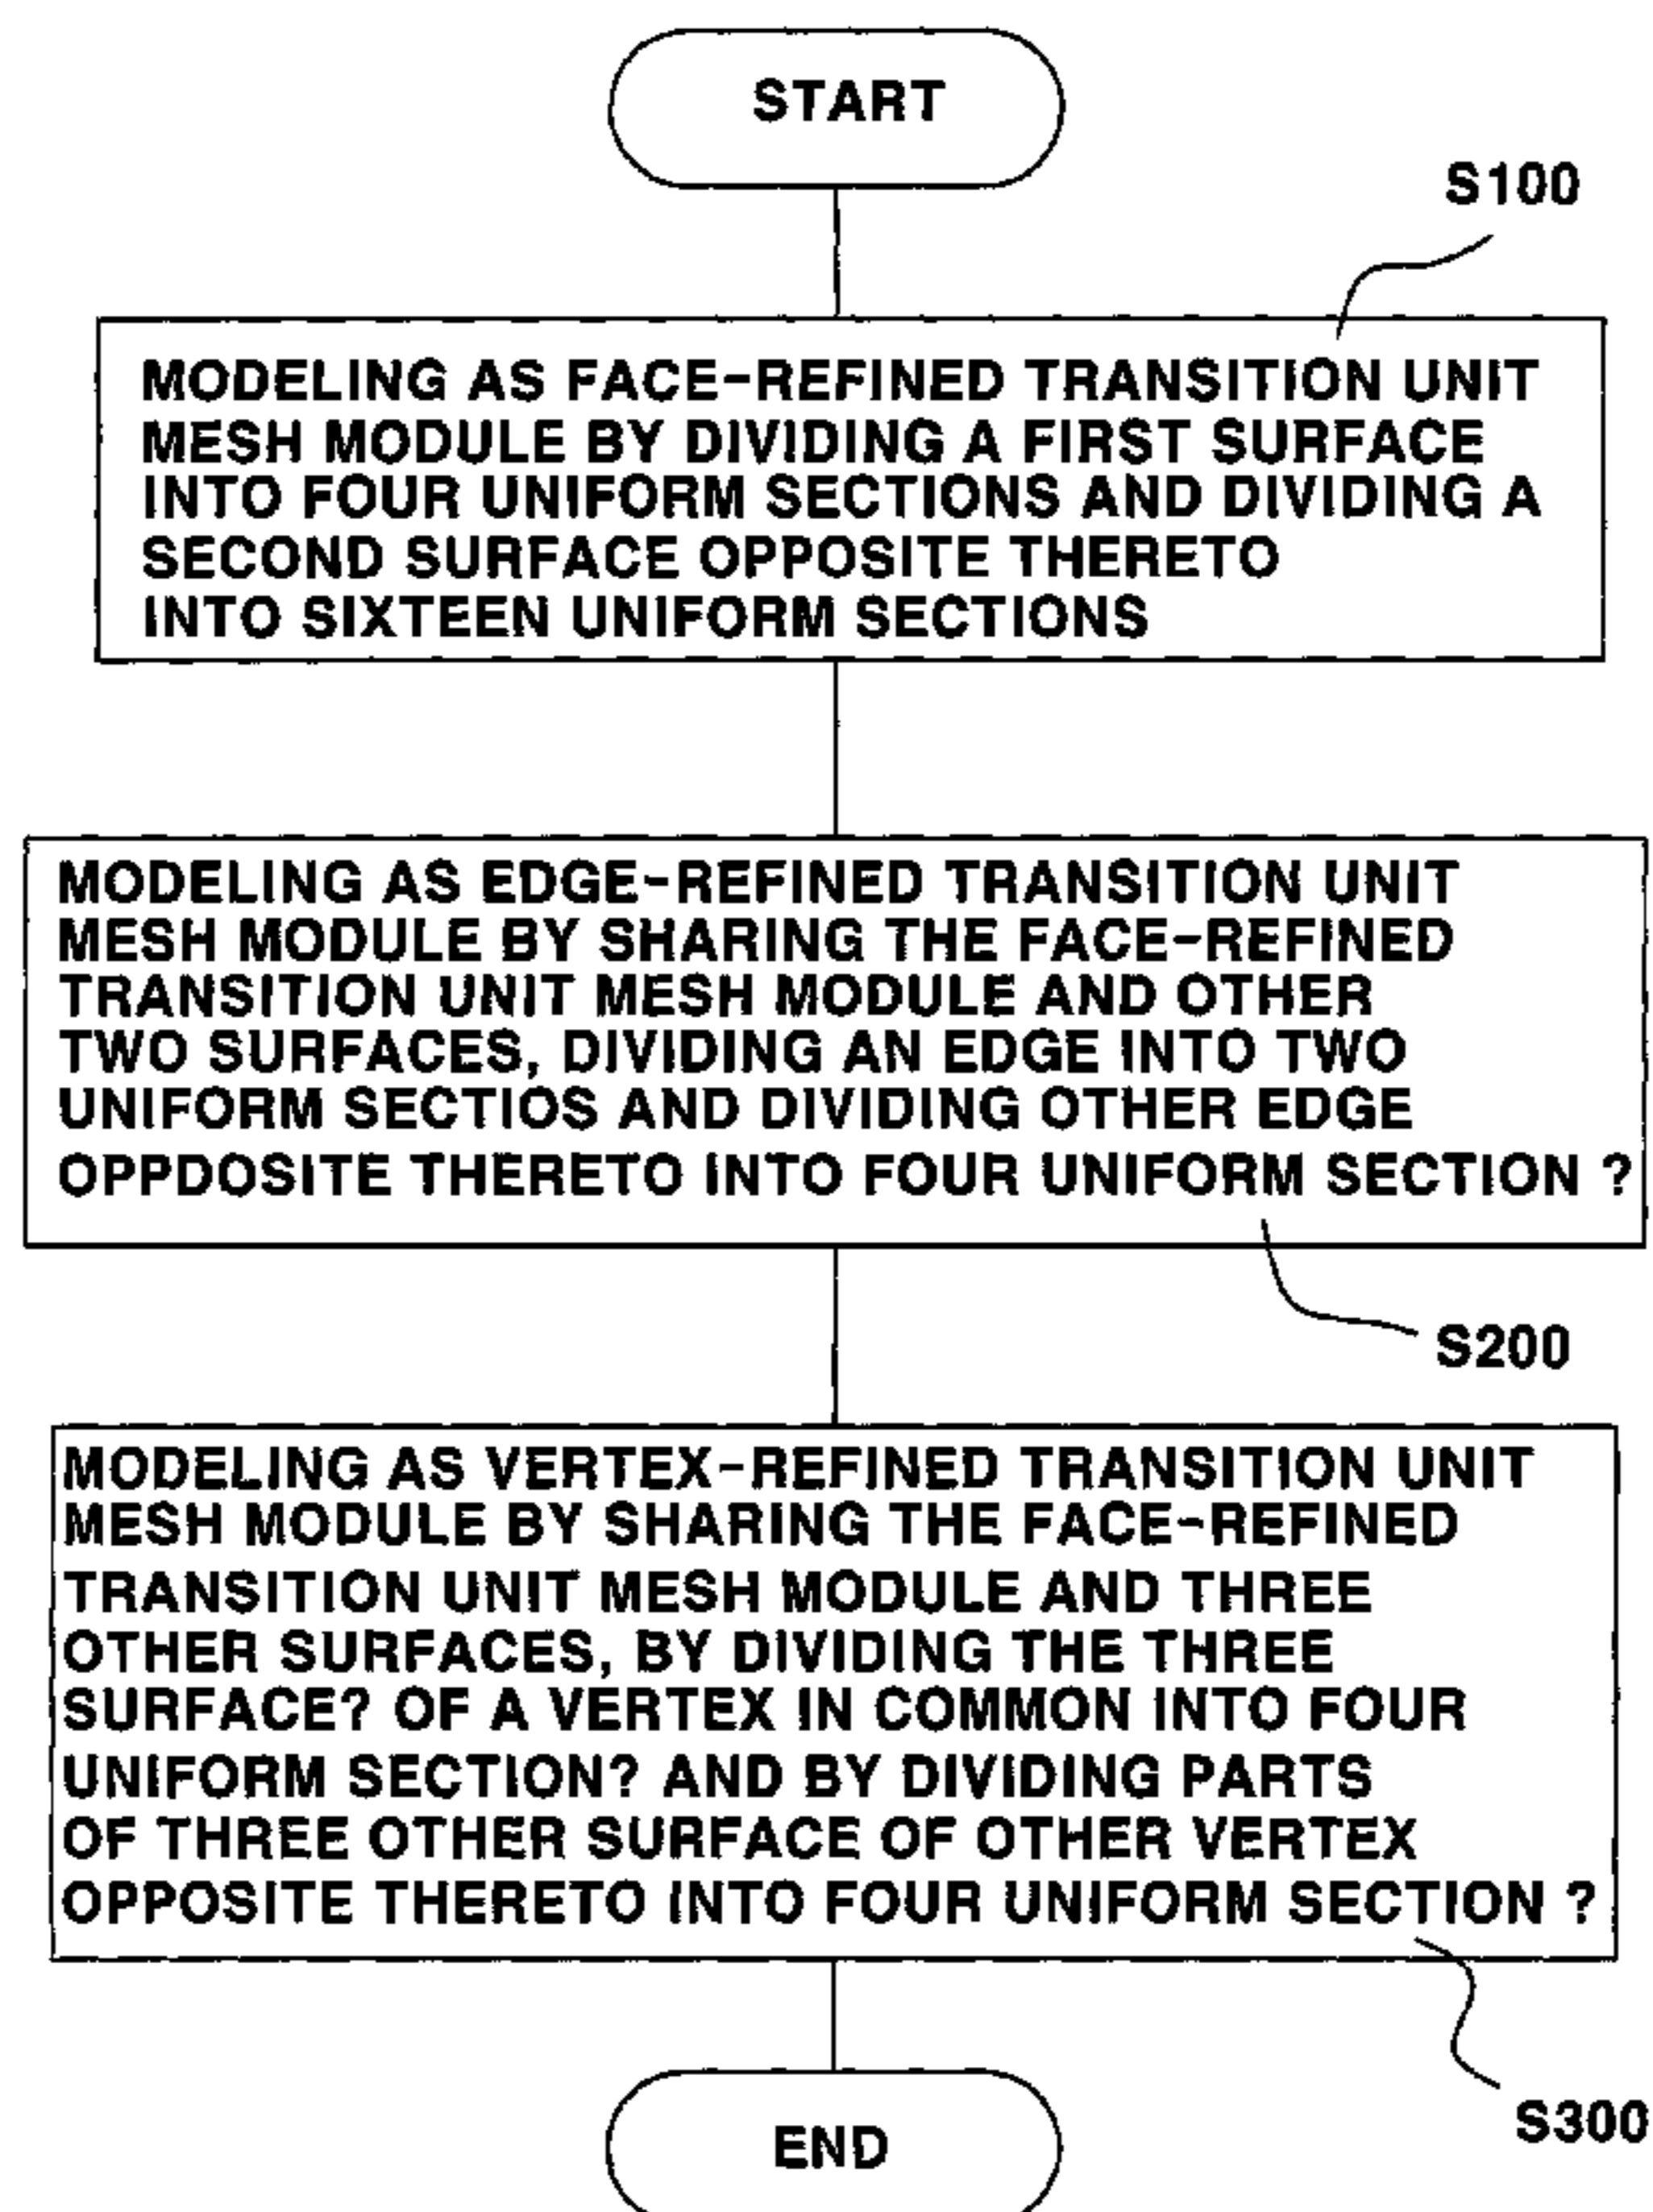 START
S100
MODELING AS FACE-REFINED TRANSITION UNIT
MESH MODULE BY DIVIDING A FIRST SURFACE
INTO FOUR UNIFORM SECTIONS AND DIVIDING A
SECOND SURFACE OPPOSITE THERETO
INTO SIXTEEN UNIFORM SECTIONS
MODELING AS EDGE-REFINED TRANSITION UNIT
MESH MODULE BY SHARING THE FACE-REFINED
TRANSITION UNIT MESH MODULE AND OTHER
TWO SURFACES, DIVIDING AN EDGE INTO TWO
UNIFORM SECTIOS AND DIVIDING OTHER EDGE
OPPDOSITE THERETO INTO FOUR UNIFORM SECTION ?
S200
MODELING AS VERTEX-REFINED TRANSITION UNIT
MESH MODULE BY SHARING THE FACE-REFINED
TRANSITION UNIT MESH MODULE AND THREE
OTHER SURFACES, BY DIVIDING THE THREE
SURFACE? OF A VERTEX IN COMMON INTO FOUR
UNIFORM SECTION? AND BY DIVIDING PARTS
OF THREE OTHER SURFACE OF OTHER VERTEX
OPPOSITE THERETO INTO FOUR UNIFORM SECTION ?
S300
END